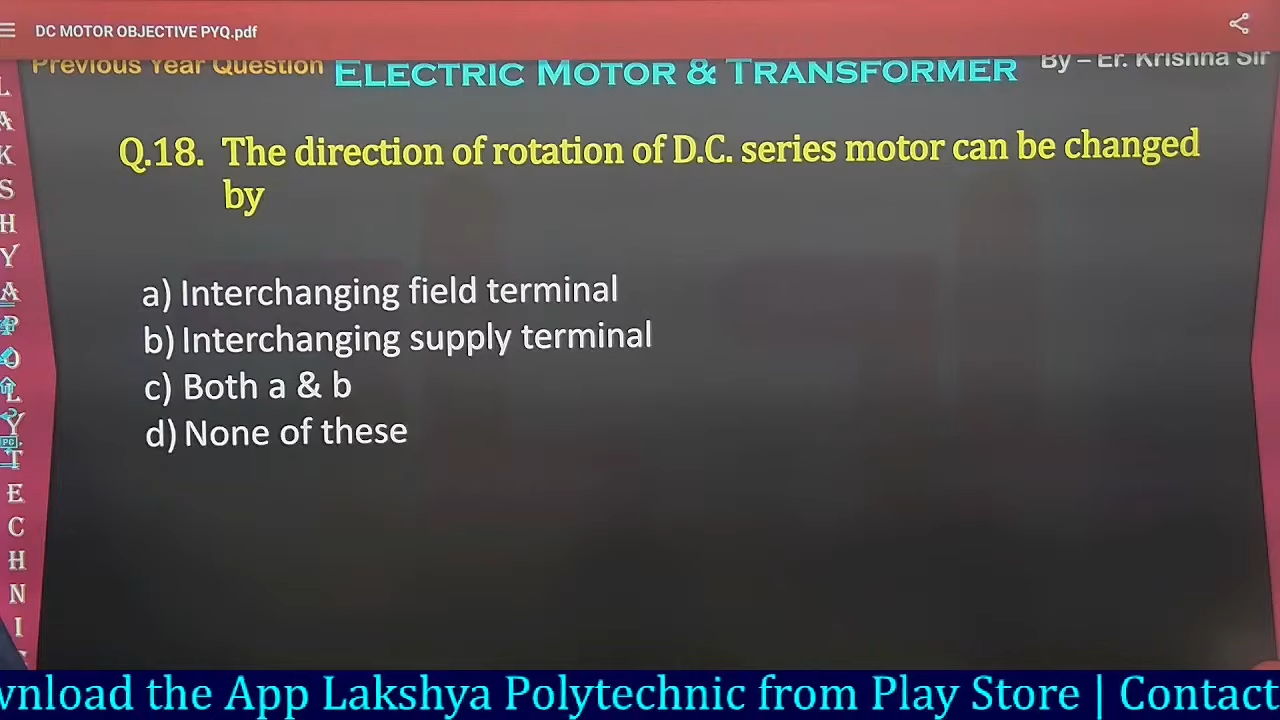 DC MOTOR OBJECTIVE PYQ.pdf
Previous Year Question
ELECTRIC MOTOR & TRANSFORMER
By – Er. Krishna Sir
Q.18. The direction of rotation of D.C. series motor can be changed
by
a) Interchanging field terminal
b) Interchanging supply terminal
c) Both a & b
d) None of these
L
A
K
S
H
Y
A
P
O
L
Y
T
E
C
H
N
I
wnload the App Lakshya Polytechnic from Play Store | Contact